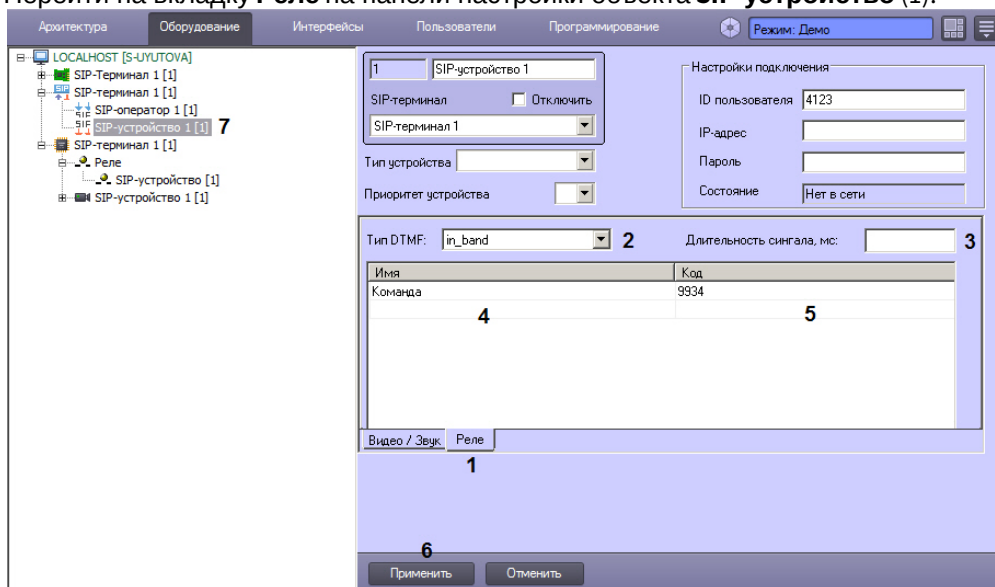 Перейти на вкладку Реле на панели настройки объекта SIP-устройство (1).
Архитектура Оборудование Интерфейсы Пользователи Программирование Режим: Демо
LOCALHOST [S-UYUTOVA]
SIP-Терминал 1 [1]
SIP-терминал 1 [1]
SIP-оператор 1 [1]
SIP-устройство 1 [1] 7
SIP-терминал 1 [1]
Реле
SIP-устройство [1]
SIP-устройство 1 [1]
1 SIP-устройство 1
SIP-терминал Отключить
SIP-терминал 1
Тип устройства
Приоритет устройства
Настройки подключения
ID пользователя 4123
IP-адрес
Пароль
Состояние Нет в сети
Тип DTMF: in_band 2 Длительность сингала, мс: 3
Имя Код
Команда 9934
4 5
Видео / Звук Реле
1
6
Применить Отменить